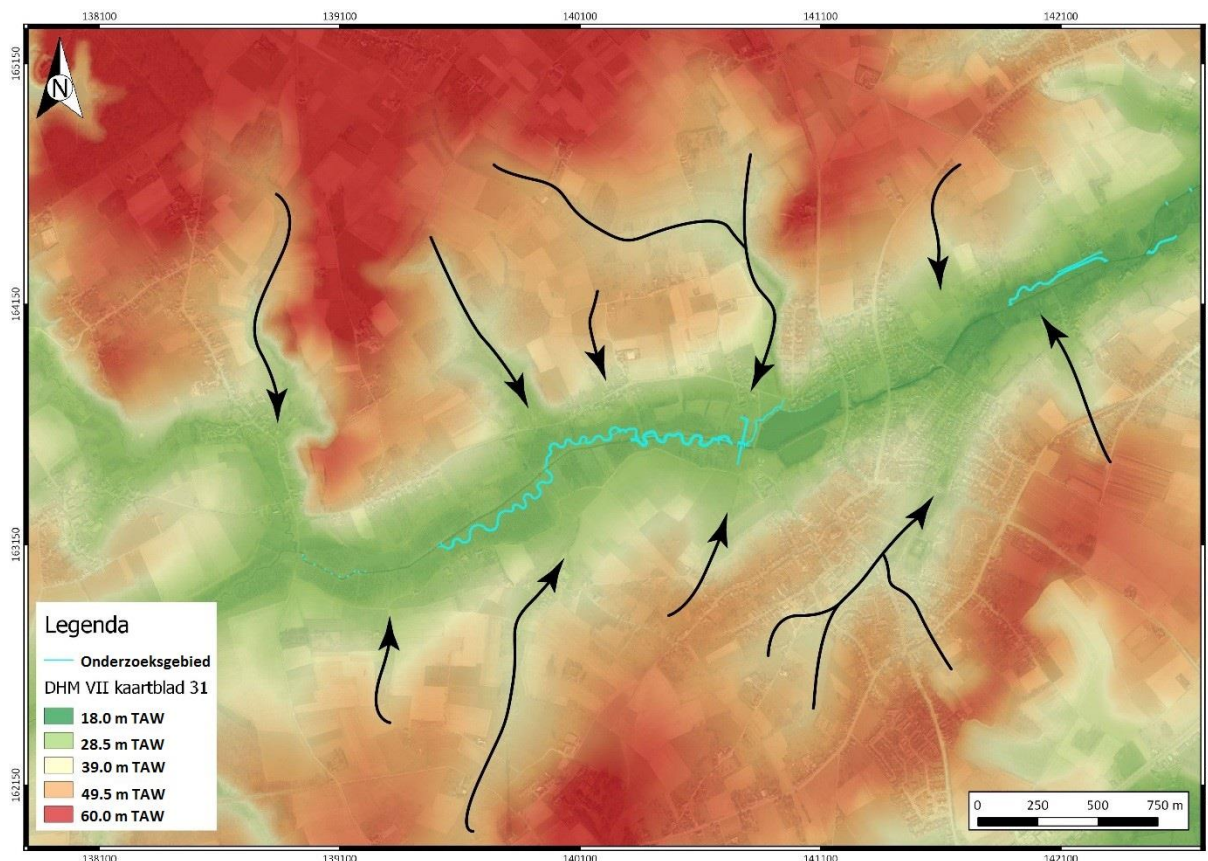 138100 139100 140100 141100 142100
165150
164150
163150
162150
N
Legenda
Onderzoeksgebied
DHM VII kaartblad 31
18.0 m TAW
28.5 m TAW
39.0 m TAW
49.5 m TAW
60.0 m TAW
0 250 500 750 m
138100 139100 140100 141100 142100